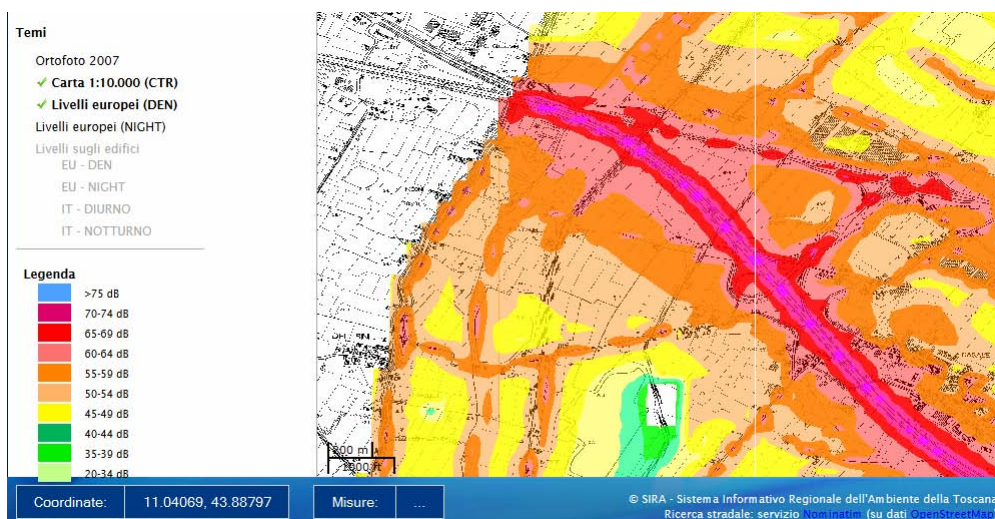 Temi
Ortofoto 2007
Carta 1:10.000 (CTR)
Livelli europei (DEN)
Livelli europei (NIGHT)
Livelli sugli edifici
EU - DEN
EU - NIGHT
IT - DIURNO
IT - NOTTURNO
Legenda
>75 dB
70-74 dB
65-69 dB
60-64 dB
55-59 dB
50-54 dB
45-49 dB
40-44 dB
35-39 dB
20-34 dB
Coordinate: 11.04069, 43.88797 Misure: ...
© SIRA - Sistema Informativo Regionale dell'Ambiente della Toscana
Ricerca stradale: servizio Nominatim (su dati OpenStreetMap